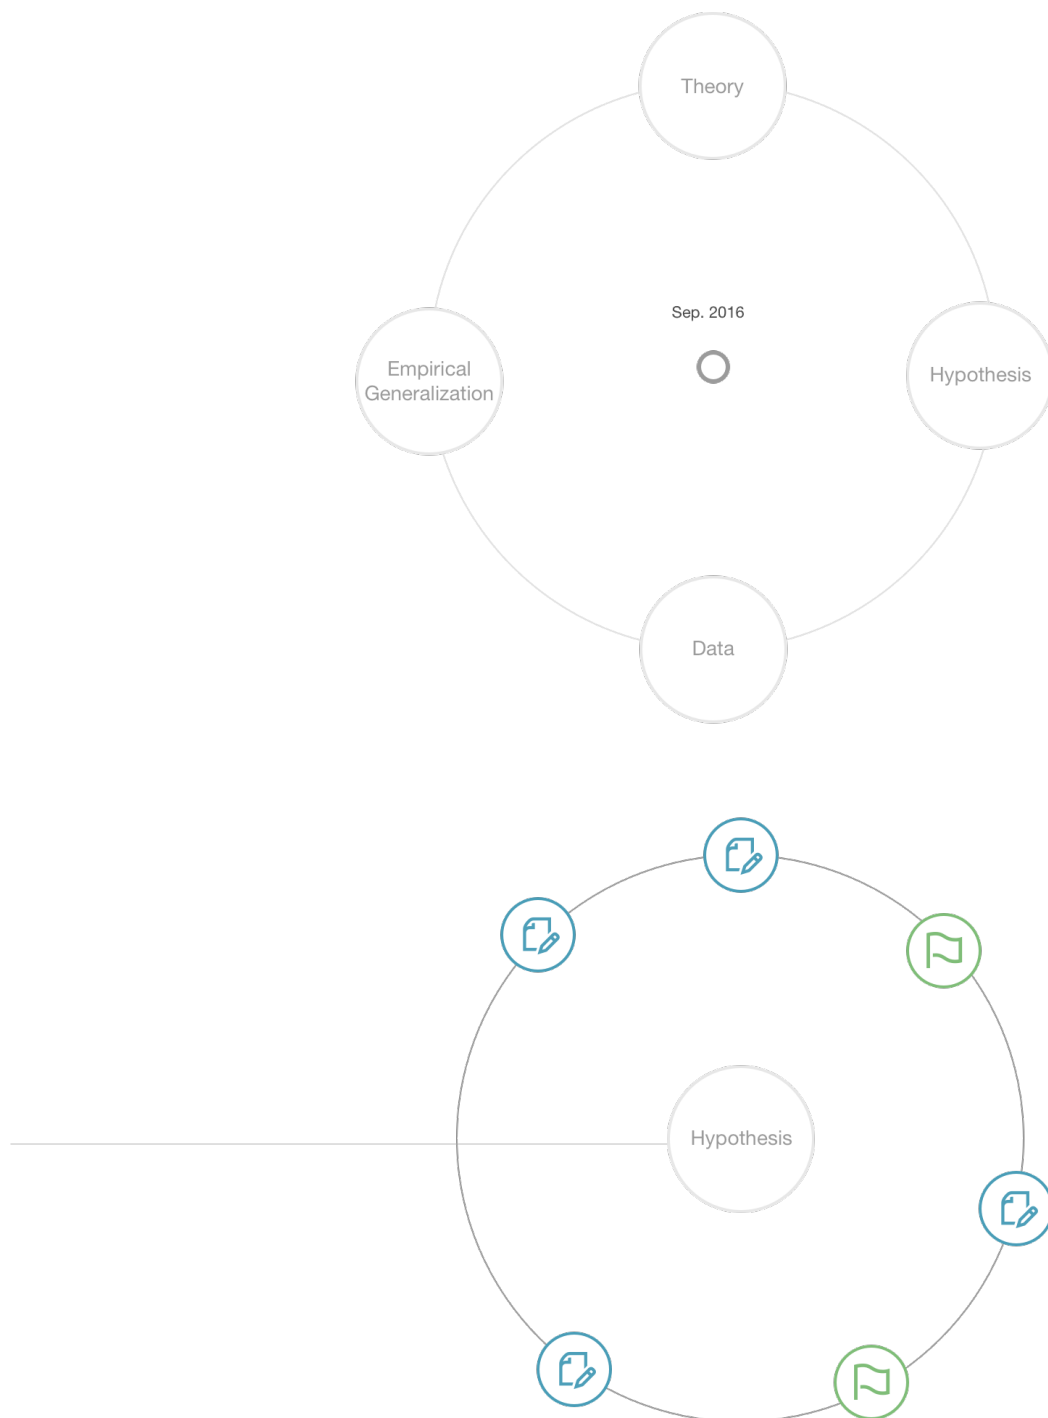 Theory
Sep. 2016
Empirical
Generalization
Hypothesis
Data
Hypothesis